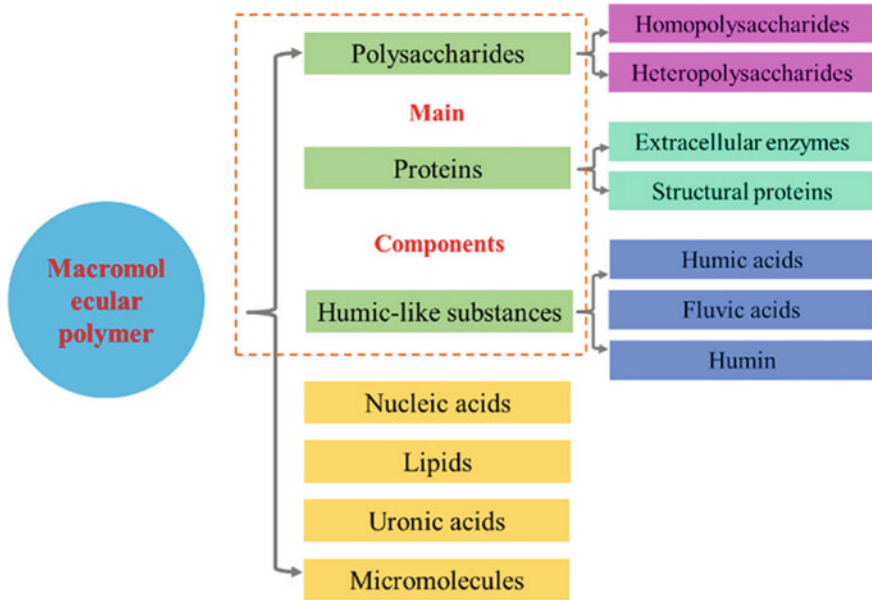 Macromol
ecular
polymer
Polysaccharides
Main
Proteins
Components
Humic-like substances
Nucleic acids
Lipids
Uronic acids
Micromolecules
Homopolysaccharides
Heteropolysaccharides
Extracellular enzymes
Structural proteins
Humic acids
Fluvic acids
Humin